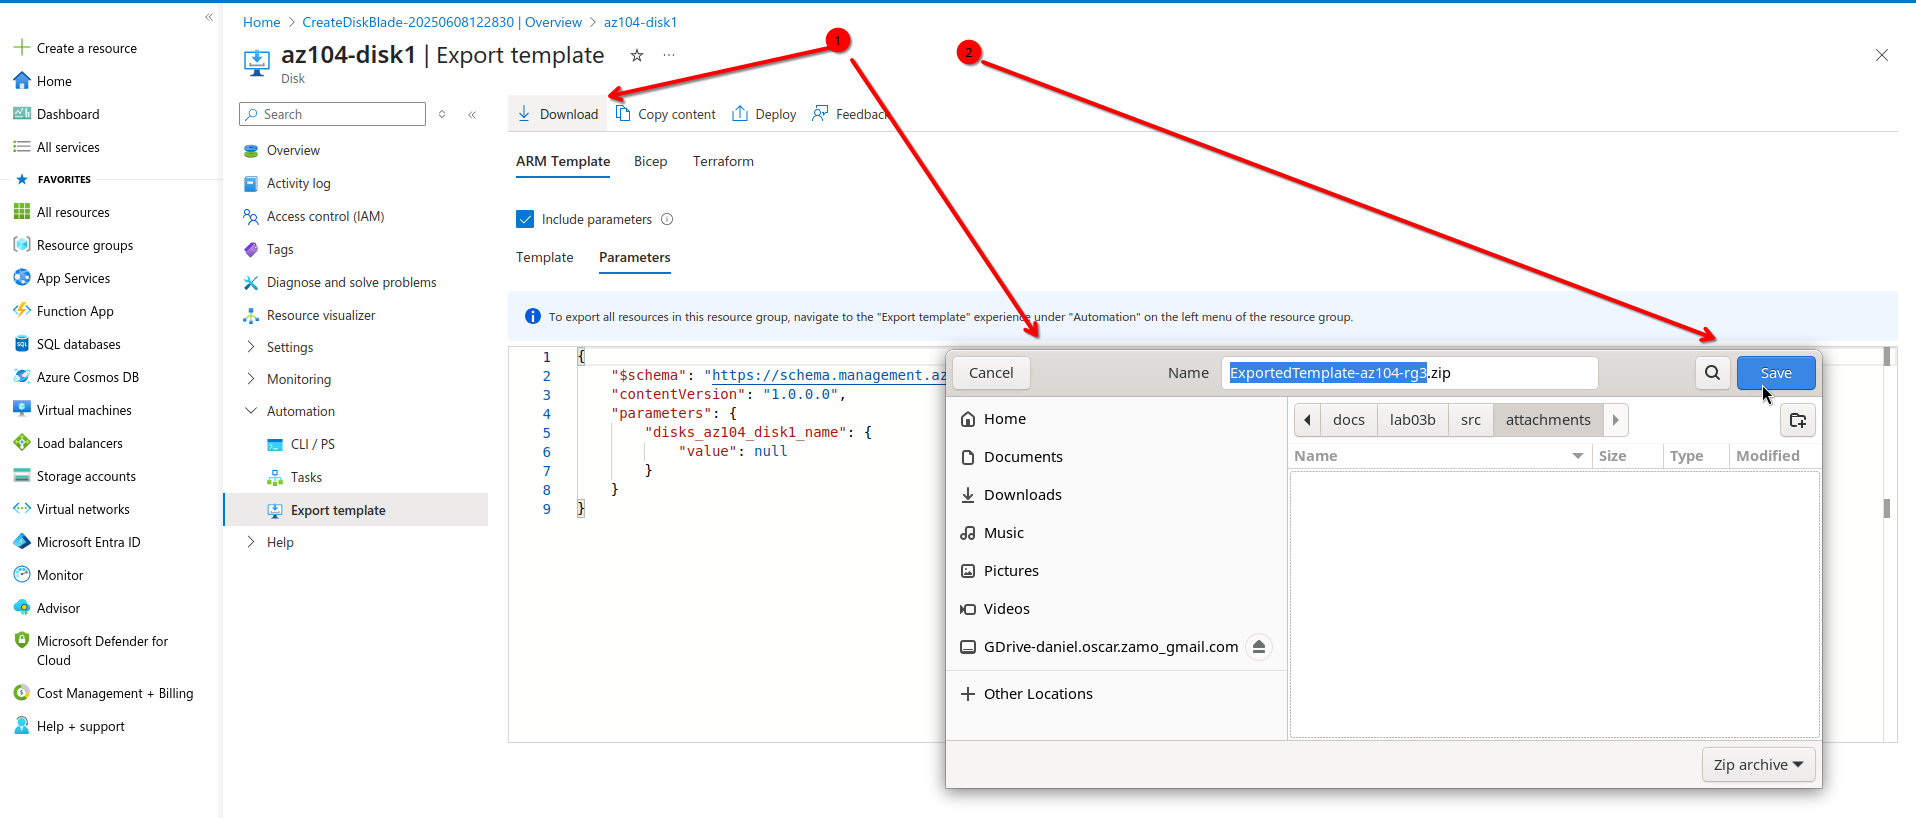 Home > CreateDiskBlade-20250608122830 | Overview > az104-disk1
az104-disk1 | Export template
Disk
1
2
Create a resource
Home
Dashboard
All services
FAVORITES
All resources
Resource groups
App Services
Function App
SQL databases
Azure Cosmos DB
Virtual machines
Load balancers
Storage accounts
Virtual networks
Microsoft Entra ID
Monitor
Advisor
Microsoft Defender for
Cloud
Cost Management + Billing
Help + support
Search
Overview
Activity log
Access control (IAM)
Tags
Diagnose and solve problems
Resource visualizer
Settings
Monitoring
Automation
CLI / PS
Tasks
Export template
Help
Download Copy content Deploy Feedback
ARM Template Bicep Terraform
Include parameters
Template Parameters
To export all resources in this resource group, navigate to the "Export template" experience under "Automation" on the left menu of the resource group.
1 {
2 "$schema": "https://schema.management.az
3 "contentVersion": "1.0.0.0",
4 "parameters": {
5 "disks_az104_disk1_name": {
6 "value": null
7 }
8 }
9 }
Cancel Name ExportedTemplate-az104-rg3.zip Save
Home
Documents
Downloads
Music
Pictures
Videos
GDrive-daniel.oscar.zamo_gmail.com
Other Locations
docs lab03b src attachments
Name Size Type Modified
Zip archive